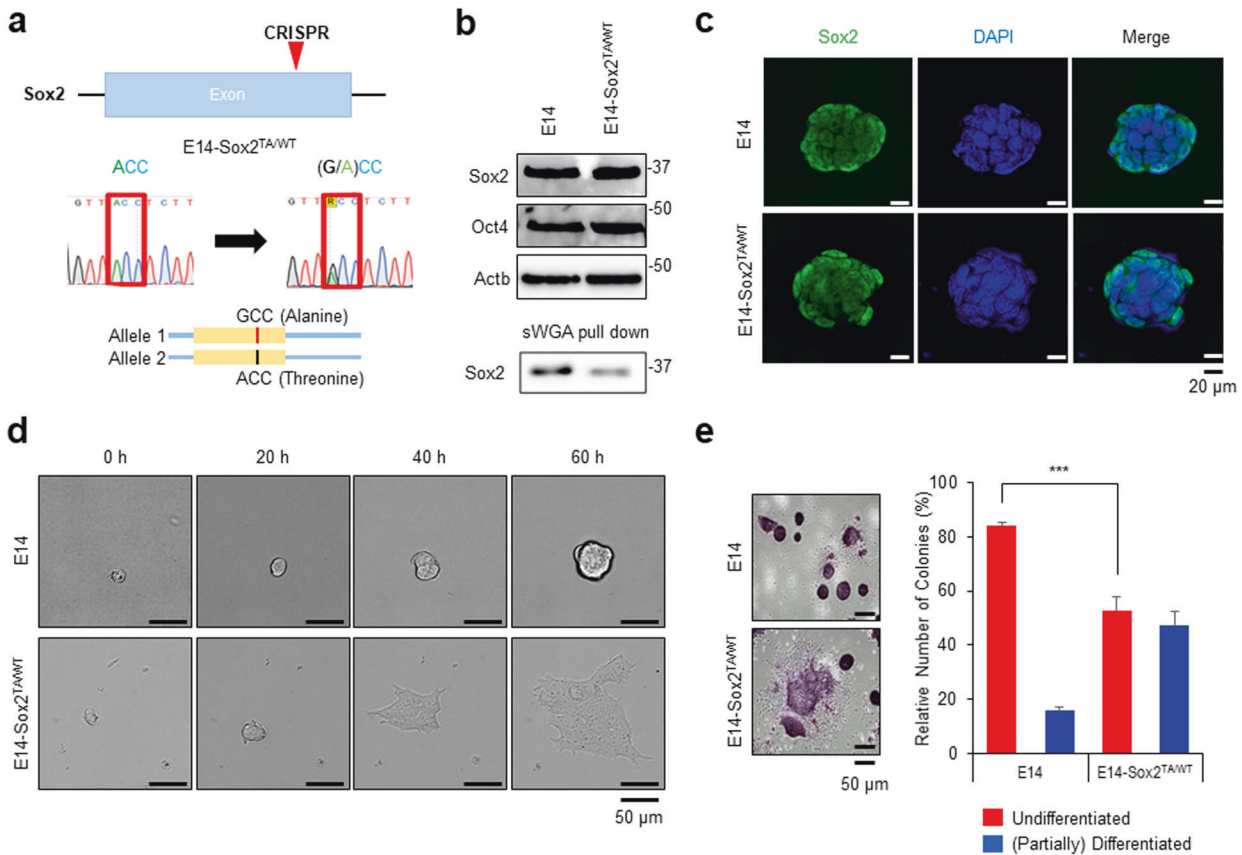 a
CRISPR
Sox2
Exon
E14-Sox2TA/WT
ACC
(G/A)CC
G T T A C C T C T T
G T T R C C T C T T
GCC (Alanine)
Allele 1
Allele 2
ACC (Threonine)
b
E14
E14-Sox2TA/WT
Sox2
-37
-50
Oct4
-50
Actb
sWGA pull down
Sox2
-37
c
Sox2
DAPI
Merge
E14
E14-Sox2TA/WT
20 µm
d
0 h
20 h
40 h
60 h
E14
E14-Sox2TA/WT
50 µm
e
E14
E14-Sox2TA/WT
50 µm
Relative Number of Colonies (%)
100
80
60
40
20
0
***
E14
E14-Sox2TA/WT
Undifferentiated
(Partially) Differentiated